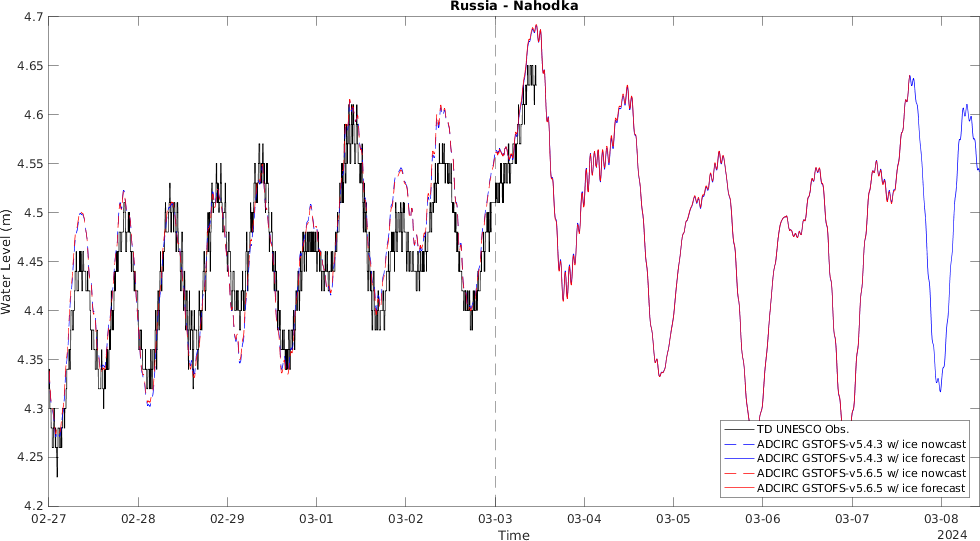 Russia - Nahodka
Water Level (m)
4.7
4.65
4.6
4.55
4.5
4.45
4.4
4.35
4.3
4.25
4.2
TD UNESCO Obs.
ADCIRC GSTOFS-v5.4.3 w/ ice nowcast
ADCIRC GSTOFS-v5.4.3 w/ ice forecast
ADCIRC GSTOFS-v5.6.5 w/ ice nowcast
ADCIRC GSTOFS-v5.6.5 w/ ice forecast
02-27 02-28 02-29 03-01 03-02 03-03 03-04 03-05 03-06 03-07 03-08
Time
2024